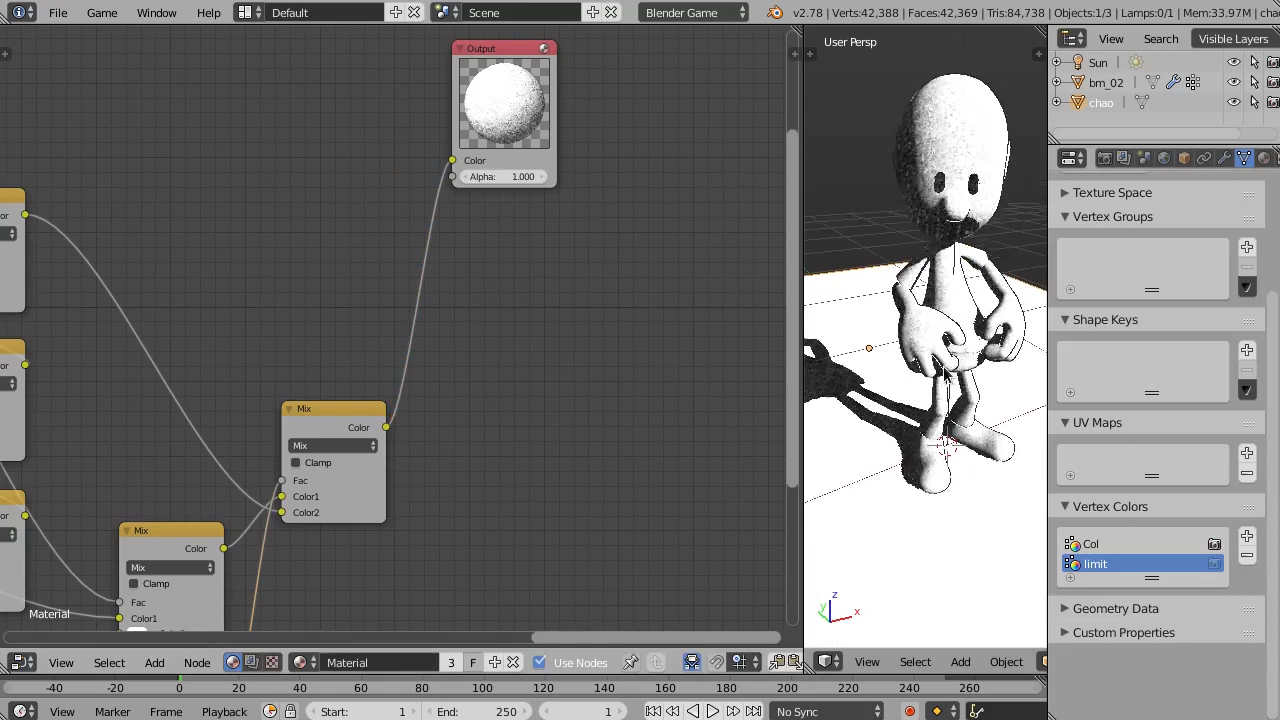 File Render Window Help Default Scene Blender Game v2.78 | Verts:42,388 | Faces:42,369 | Tris:84,738 | Objects:1/3 | Lamps:0/1 | Mem:33.97M | cha
Output
Color
Alpha: 1.000
Mix
Color
Mix
Clamp
Fac
Color1
Color2
Mix
Color
Mix
Clamp
Fac
Color1
Material
User Persp
z
y
x
View Search Visible Layers
Sun
bm_02
chao
Texture Space
Vertex Groups
Shape Keys
UV Maps
Vertex Colors
Col
limit
Geometry Data
Custom Properties
View Select Add Node Material 3 F Use Nodes
View Select Add Object
-40 -20 0 20 40 60 80 100 120 140 160 180 200 220 240 260
View Marker Frame Playback Start: 1 End: 250 1 No Sync